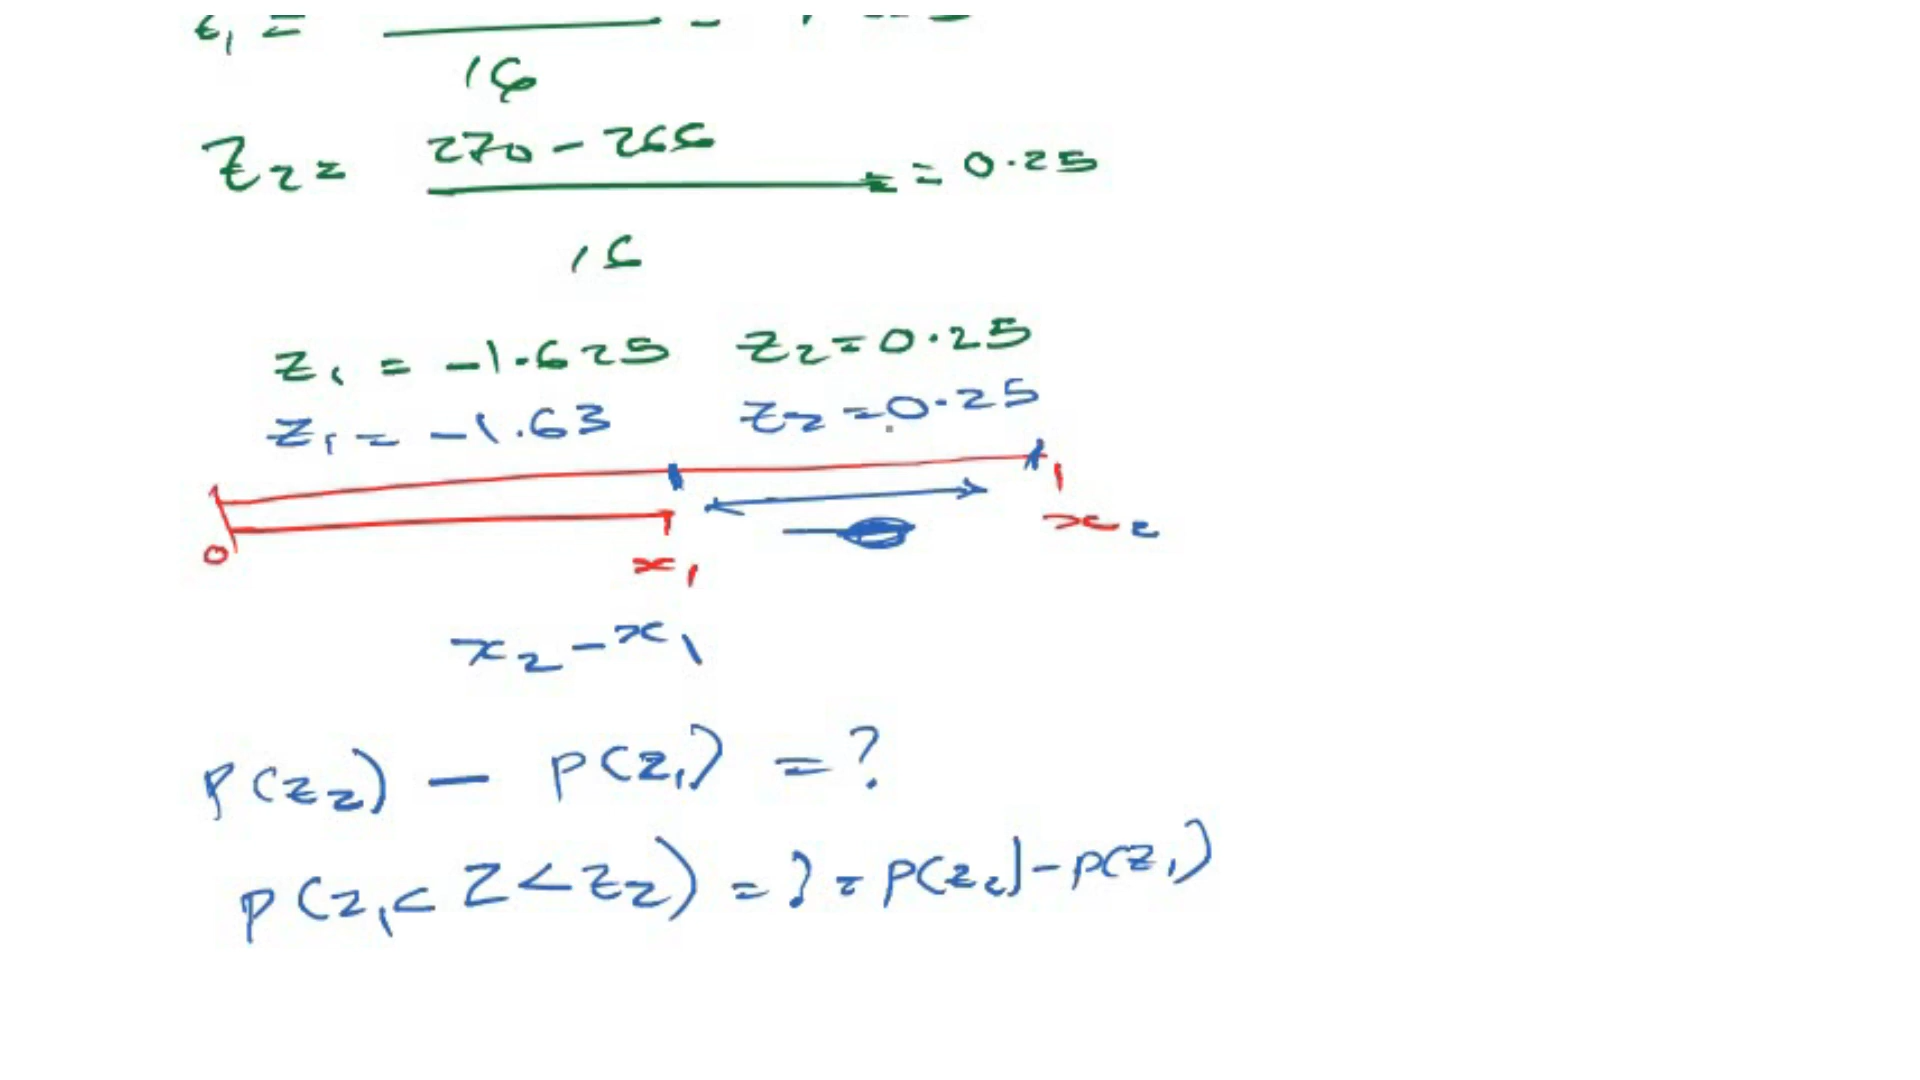 z₁ =
16
Z₂ = 270 - 266 = = 0.25
16
Z₁ = -1.625 Z₂ = 0.25
Z₁ = -1.63 Z₂ = 0.25
0 x₁ x₂
x₂ - x₁
P(Z₂) - P(Z₁) = ?
P(Z₁ < Z < Z₂) = ? = P(Z₂) - P(Z₁)